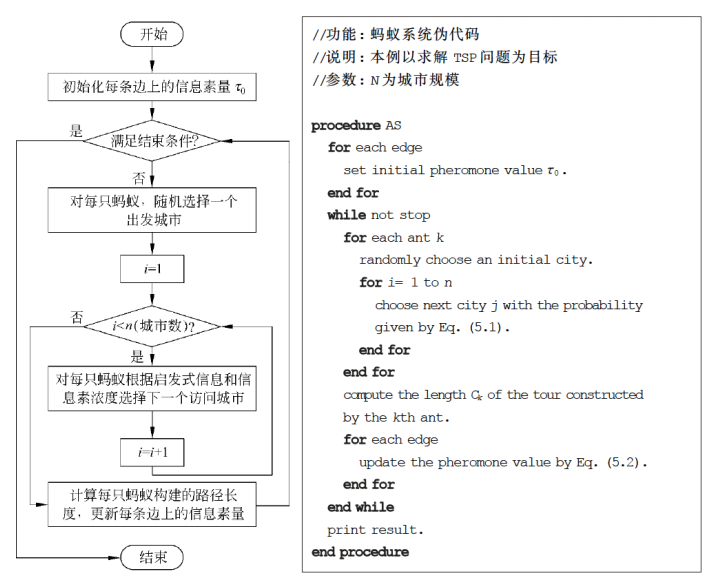 开始
初始化每条边上的信息素量 τ₀
满足结束条件?
是
否
对每只蚂蚁,随机选择一个
出发城市
i=1
i<n(城市数)?
否
是
对每只蚂蚁根据启发式信息和信
息素浓度选择下一个访问城市
i=i+1
计算每只蚂蚁构建的路径长
度,更新每条边上的信息素量
结束
//功能:蚂蚁系统伪代码
//说明:本例以求解 TSP 问题为目标
//参数:N 为城市规模
procedure AS
for each edge
set initial pheromone value τ₀.
end for
while not stop
for each ant k
randomly choose an initial city.
for i= 1 to n
choose next city j with the probability
given by Eq. (5.1).
end for
end for
compute the length Cₖ of the tour constructed
by the kth ant.
for each edge
update the pheromone value by Eq. (5.2).
end for
end while
print result.
end procedure